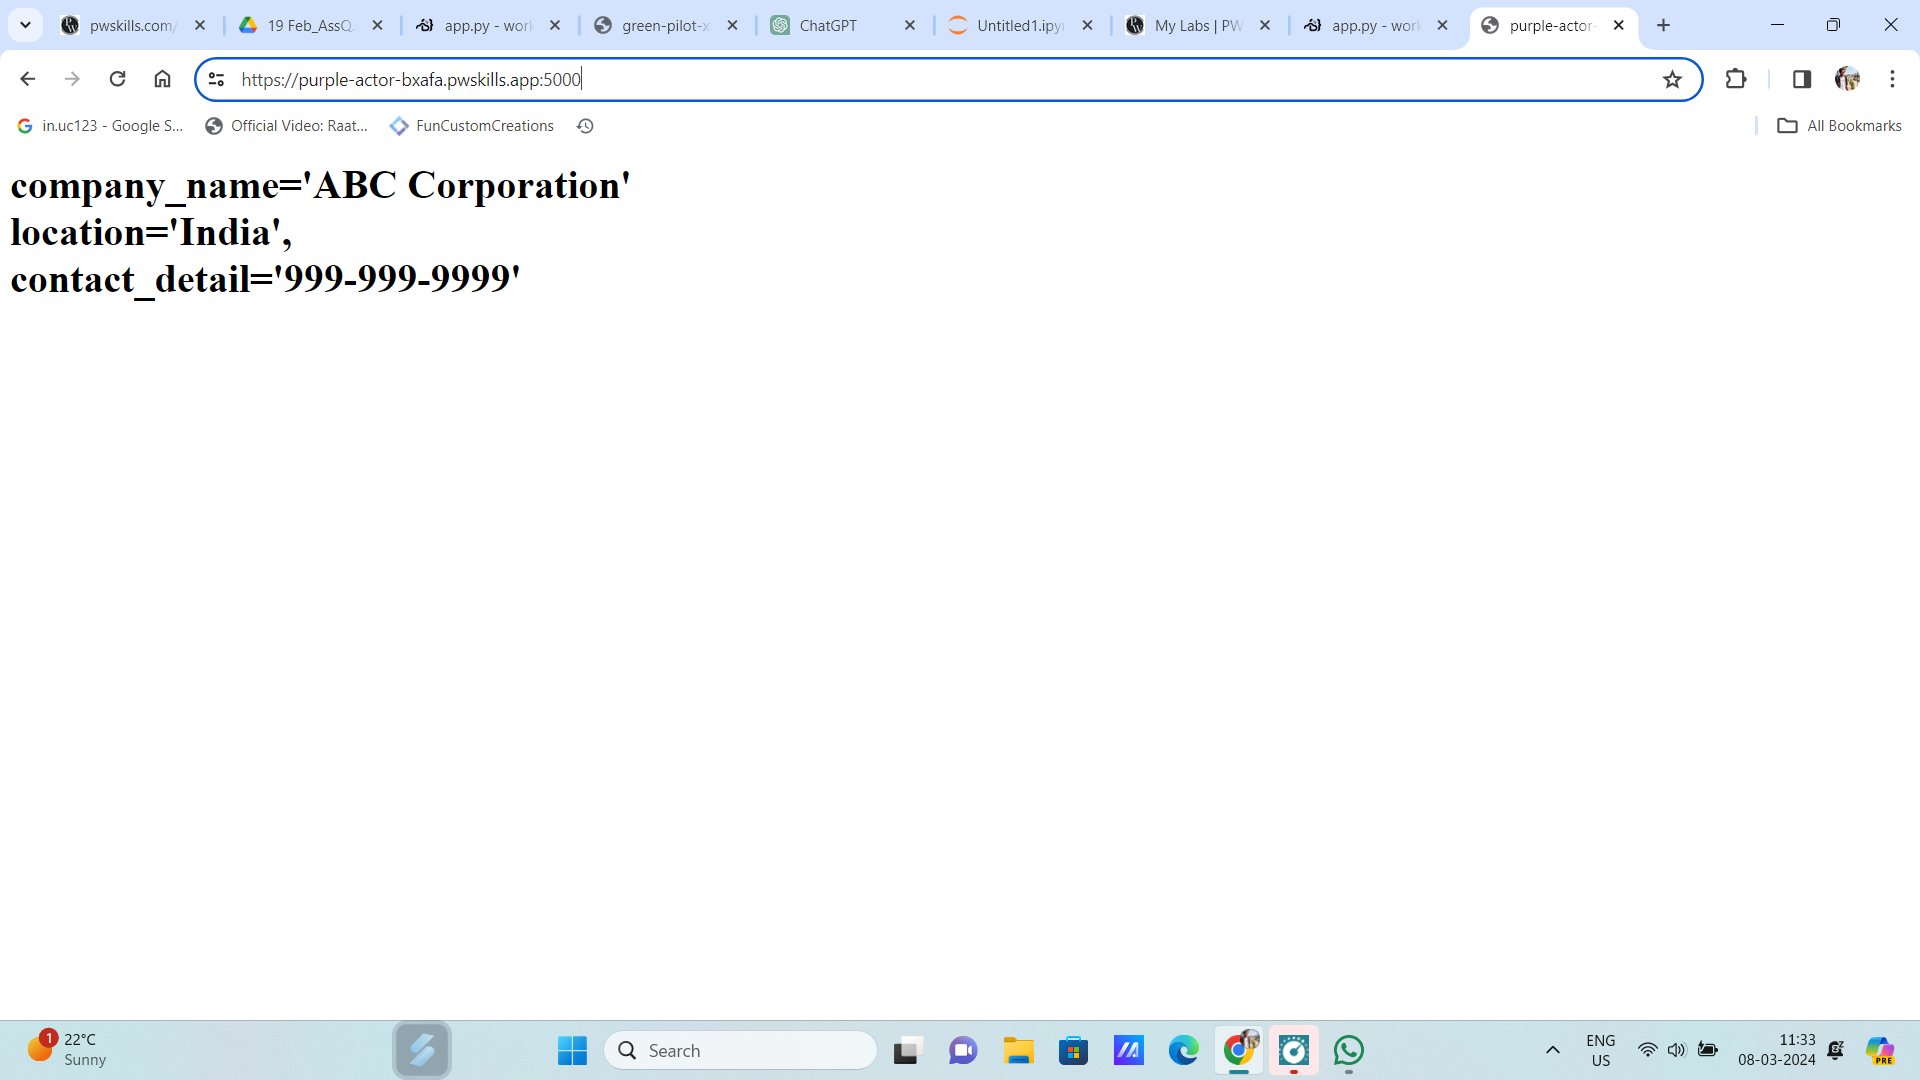 pwskills.com/
19 Feb_AssQ
app.py - work
green-pilot-x
ChatGPT
Untitled1.ipyn
My Labs | PW
app.py - work
purple-actor-
https://purple-actor-bxafa.pwskills.app:5000
in.uc123 - Google S...
Official Video: Raat...
FunCustomCreations
All Bookmarks
company_name='ABC Corporation'
location='India',
contact_detail='999-999-9999'
1
22°C
Sunny
Search
ENG
US
11:33
08-03-2024
PRE